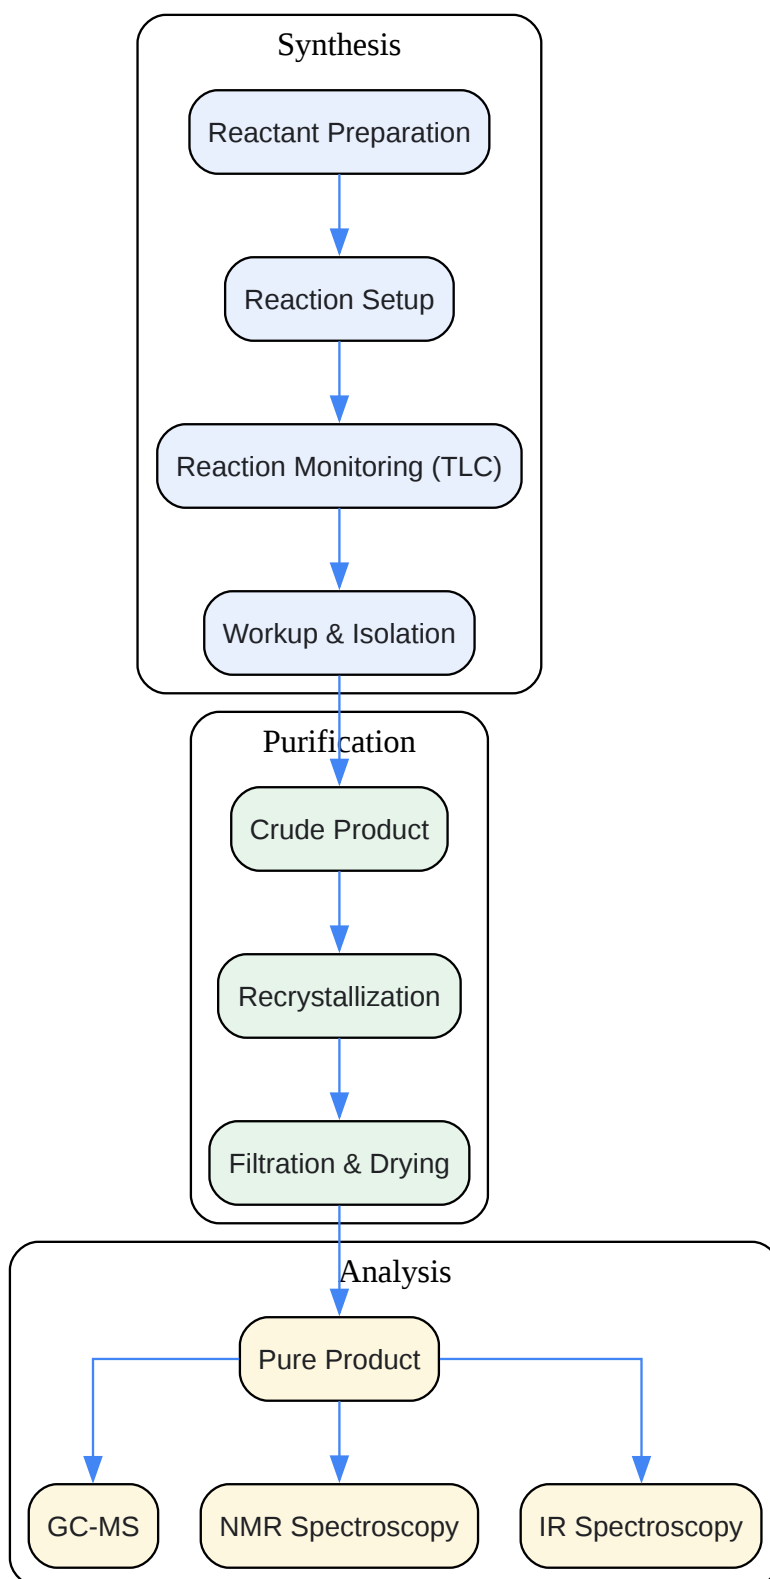 Synthesis
Reactant Preparation
Reaction Setup
Reaction Monitoring (TLC)
Workup & Isolation
Purification
Crude Product
Recrystallization
Filtration & Drying
Analysis
Pure Product
GC-MS
NMR Spectroscopy
IR Spectroscopy